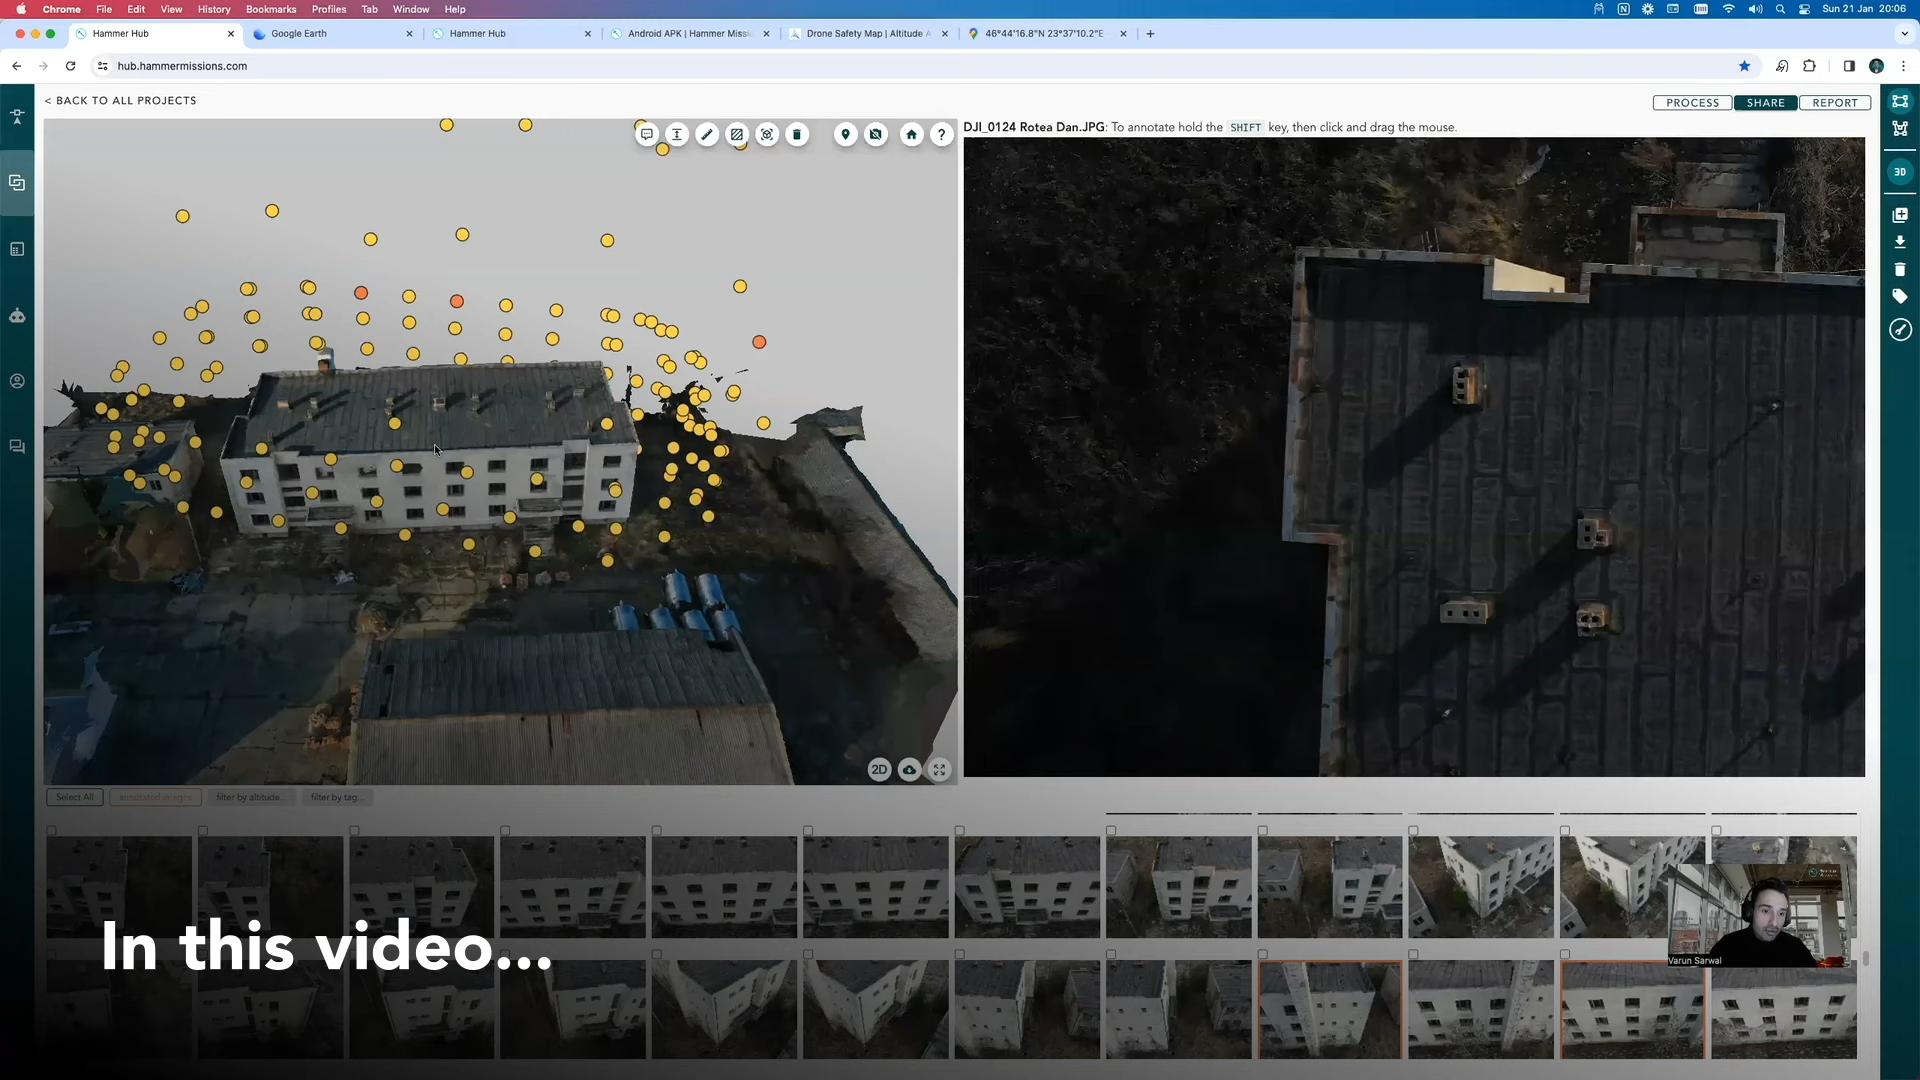 Chrome File Edit View History Bookmarks Profiles Tab Window Help
Sun 21 Jan 20:06
Hammer Hub
Google Earth
Hammer Hub
Android APK | Hammer Missi
Drone Safety Map | Altitude A
46°44'16.8"N 23°37'10.2"E
hub.hammermissions.com
< BACK TO ALL PROJECTS
PROCESS
SHARE
REPORT
DJI_0124 Rotea Dan.JPG: To annotate hold the SHIFT key, then click and drag the mouse.
3D
2D
Select All
annotated images
filter by altitude...
filter by tag...
In this video...
Varun Sarwal